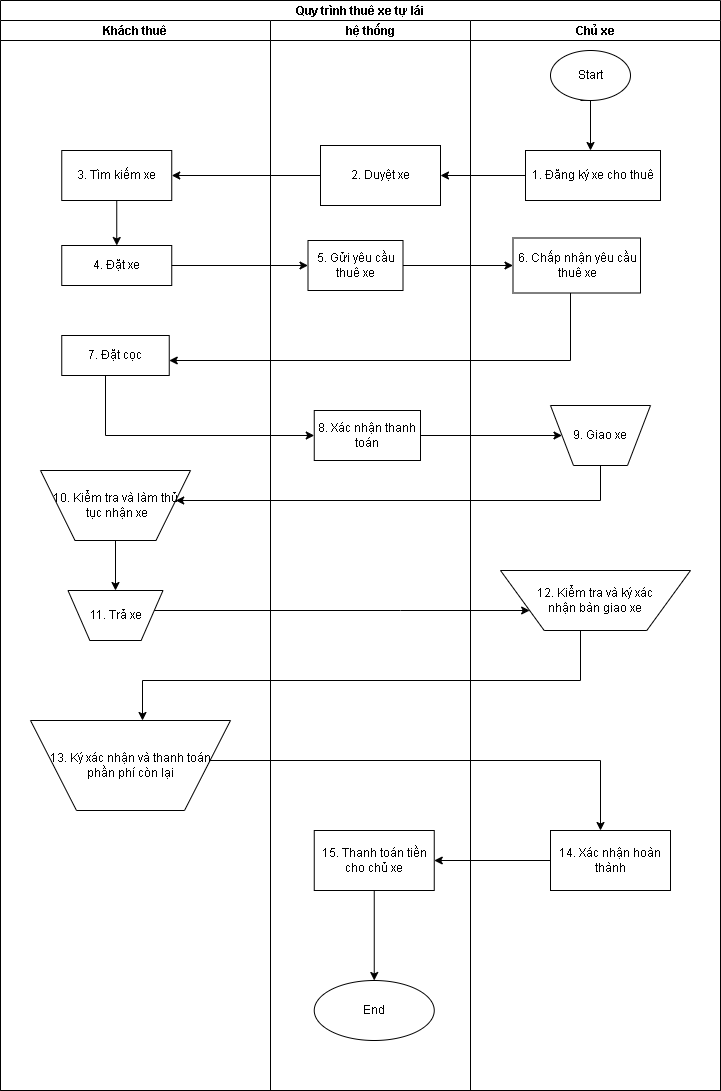 Quy trình thuê xe tự lái
Khách thuê
hệ thống
Chủ xe
Start
3. Tìm kiếm xe
2. Duyệt xe
1. Đăng ký xe cho thuê
4. Đặt xe
5. Gửi yêu cầu
thuê xe
6. Chấp nhận yêu cầu
thuê xe
7. Đặt cọc
8. Xác nhận thanh
toán
9. Giao xe
10. Kiểm tra và làm thủ
tục nhận xe
11. Trả xe
12. Kiểm tra và ký xác
nhận bàn giao xe
13. Ký xác nhận và thanh toán
phần phí còn lại
15. Thanh toán tiền
cho chủ xe
14. Xác nhận hoàn
thành
End